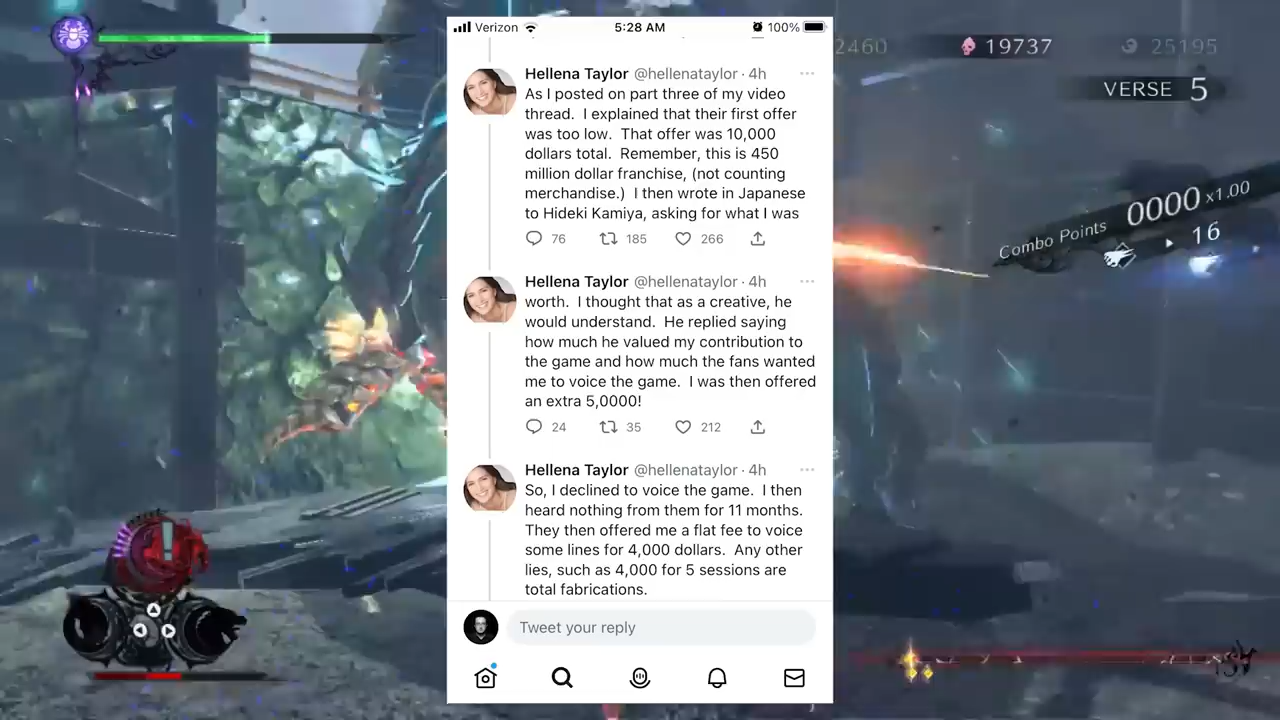 Verizon 5:28 AM 100%
2460 19737 25195
VERSE 5
Hellena Taylor @hellenataylor · 4h
As I posted on part three of my video
thread. I explained that their first offer
was too low. That offer was 10,000
dollars total. Remember, this is 450
million dollar franchise, (not counting
merchandise.) I then wrote in Japanese
to Hideki Kamiya, asking for what I was
76 185 266
0000 x1.00
Combo Points
16
Hellena Taylor @hellenataylor · 4h
worth. I thought that as a creative, he
would understand. He replied saying
how much he valued my contribution to
the game and how much the fans wanted
me to voice the game. I was then offered
an extra 5,0000!
24 35 212
Hellena Taylor @hellenataylor · 4h
So, I declined to voice the game. I then
heard nothing from them for 11 months.
They then offered me a flat fee to voice
some lines for 4,000 dollars. Any other
lies, such as 4,000 for 5 sessions are
total fabrications.
Tweet your reply